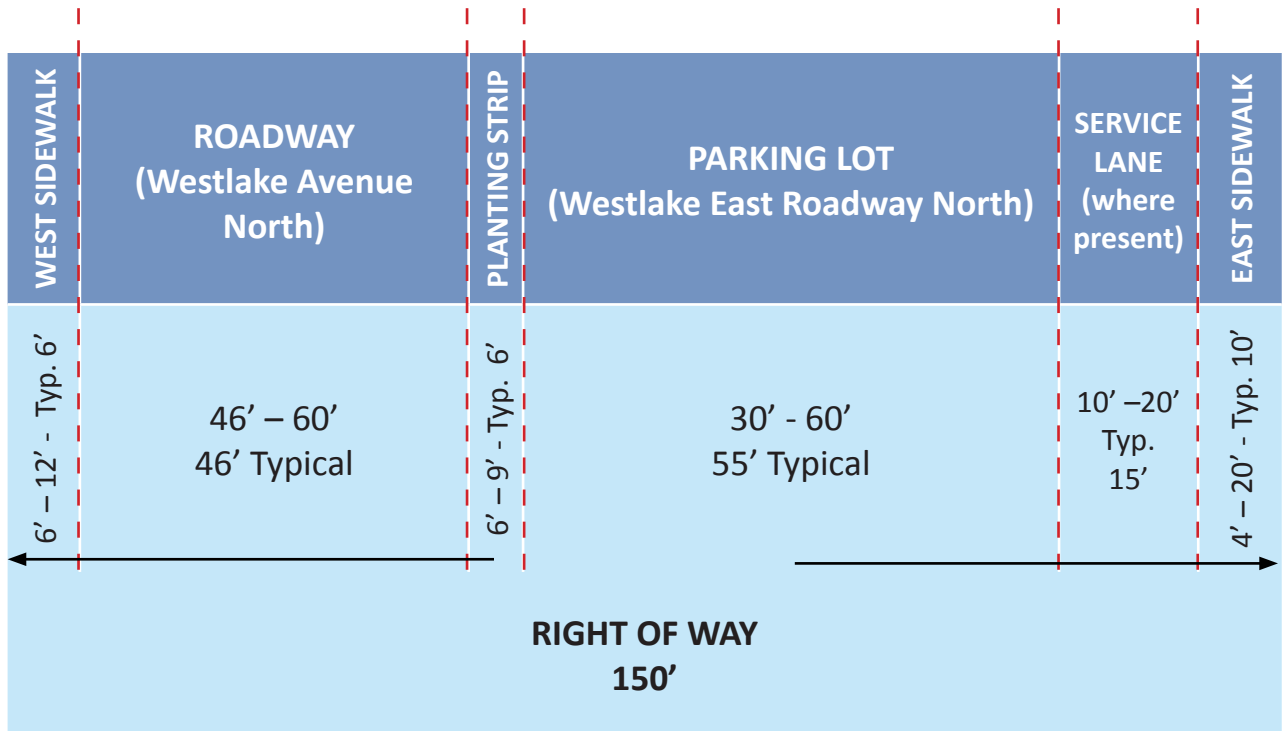 WEST SIDEWALK
ROADWAY
(Westlake Avenue
North)
PLANTING STRIP
PARKING LOT
(Westlake East Roadway North)
SERVICE
LANE
(where
present)
EAST SIDEWALK
6’ – 12’ - Typ. 6’
46’ – 60’
46’ Typical
6’ – 9’ - Typ. 6’
30’ - 60’
55’ Typical
10’ –20’
Typ.
15’
4’ – 20’ - Typ. 10’
RIGHT OF WAY
150’